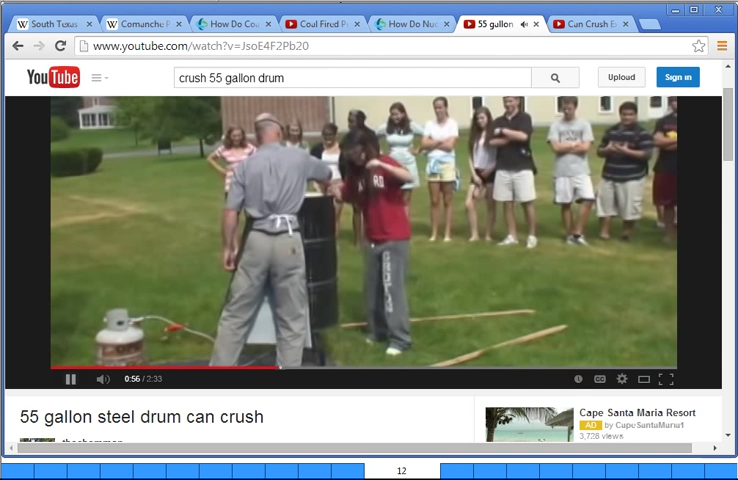 South Texas
Comanche P
How Do Cou
Coal Fired P
How Do Nuc
55 gallon
Can Crush E
www.youtube.com/watch?v=JsoE4F2Pb20
YouTube
crush 55 gallon drum
Upload
Sign in
0:56 / 2:33
55 gallon steel drum can crush
Cape Santa Maria Resort
AD by CapeSantaMaria1
3,728 views
12